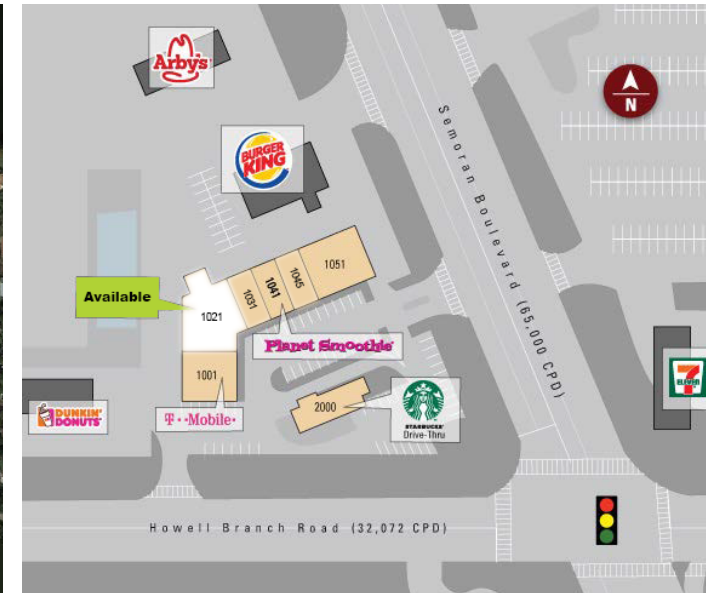 Arby's
BURGER
KING
N
Semoran Boulevard (65,000 CPD)
Available
1021
1031
1041
1045
1051
Planet Smoothie
1001
T··Mobile·
2000
STARBUCKS
Drive-Thru
DUNKIN'
DONUTS
7
ELEVEN
Howell Branch Road (32,072 CPD)